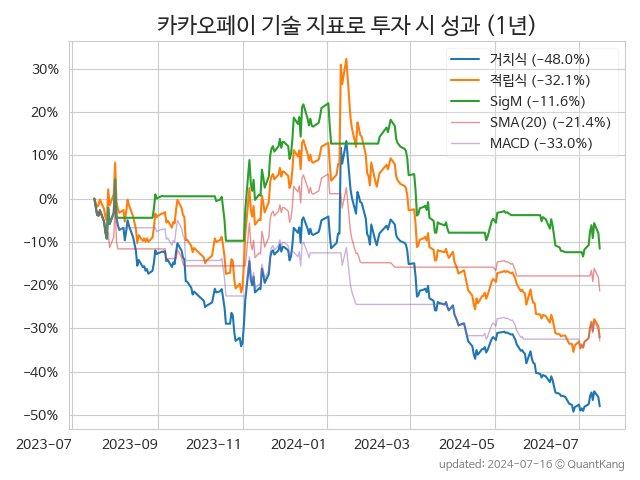 카카오페이 기술 지표로 투자 시 성과 (1년)
거치식 (−48.0%)
적립식 (−32.1%)
SigM (−11.6%)
SMA(20) (−21.4%)
MACD (−33.0%)
30%
20%
10%
0%
−10%
−20%
−30%
−40%
−50%
2023-07 2023-09 2023-11 2024-01 2024-03 2024-05 2024-07
updated: 2024-07-16 © QuantKang